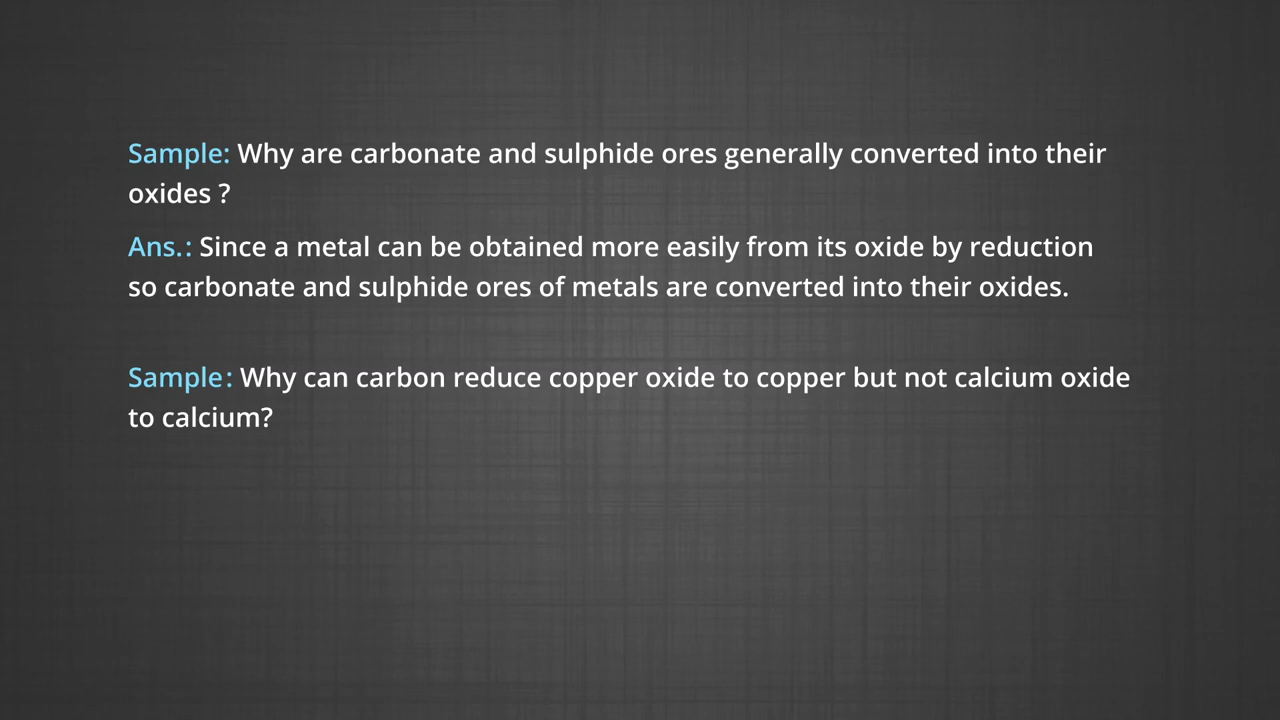 Sample: Why are carbonate and sulphide ores generally converted into their
oxides ?
Ans.: Since a metal can be obtained more easily from its oxide by reduction
so carbonate and sulphide ores of metals are converted into their oxides.
Sample: Why can carbon reduce copper oxide to copper but not calcium oxide
to calcium?